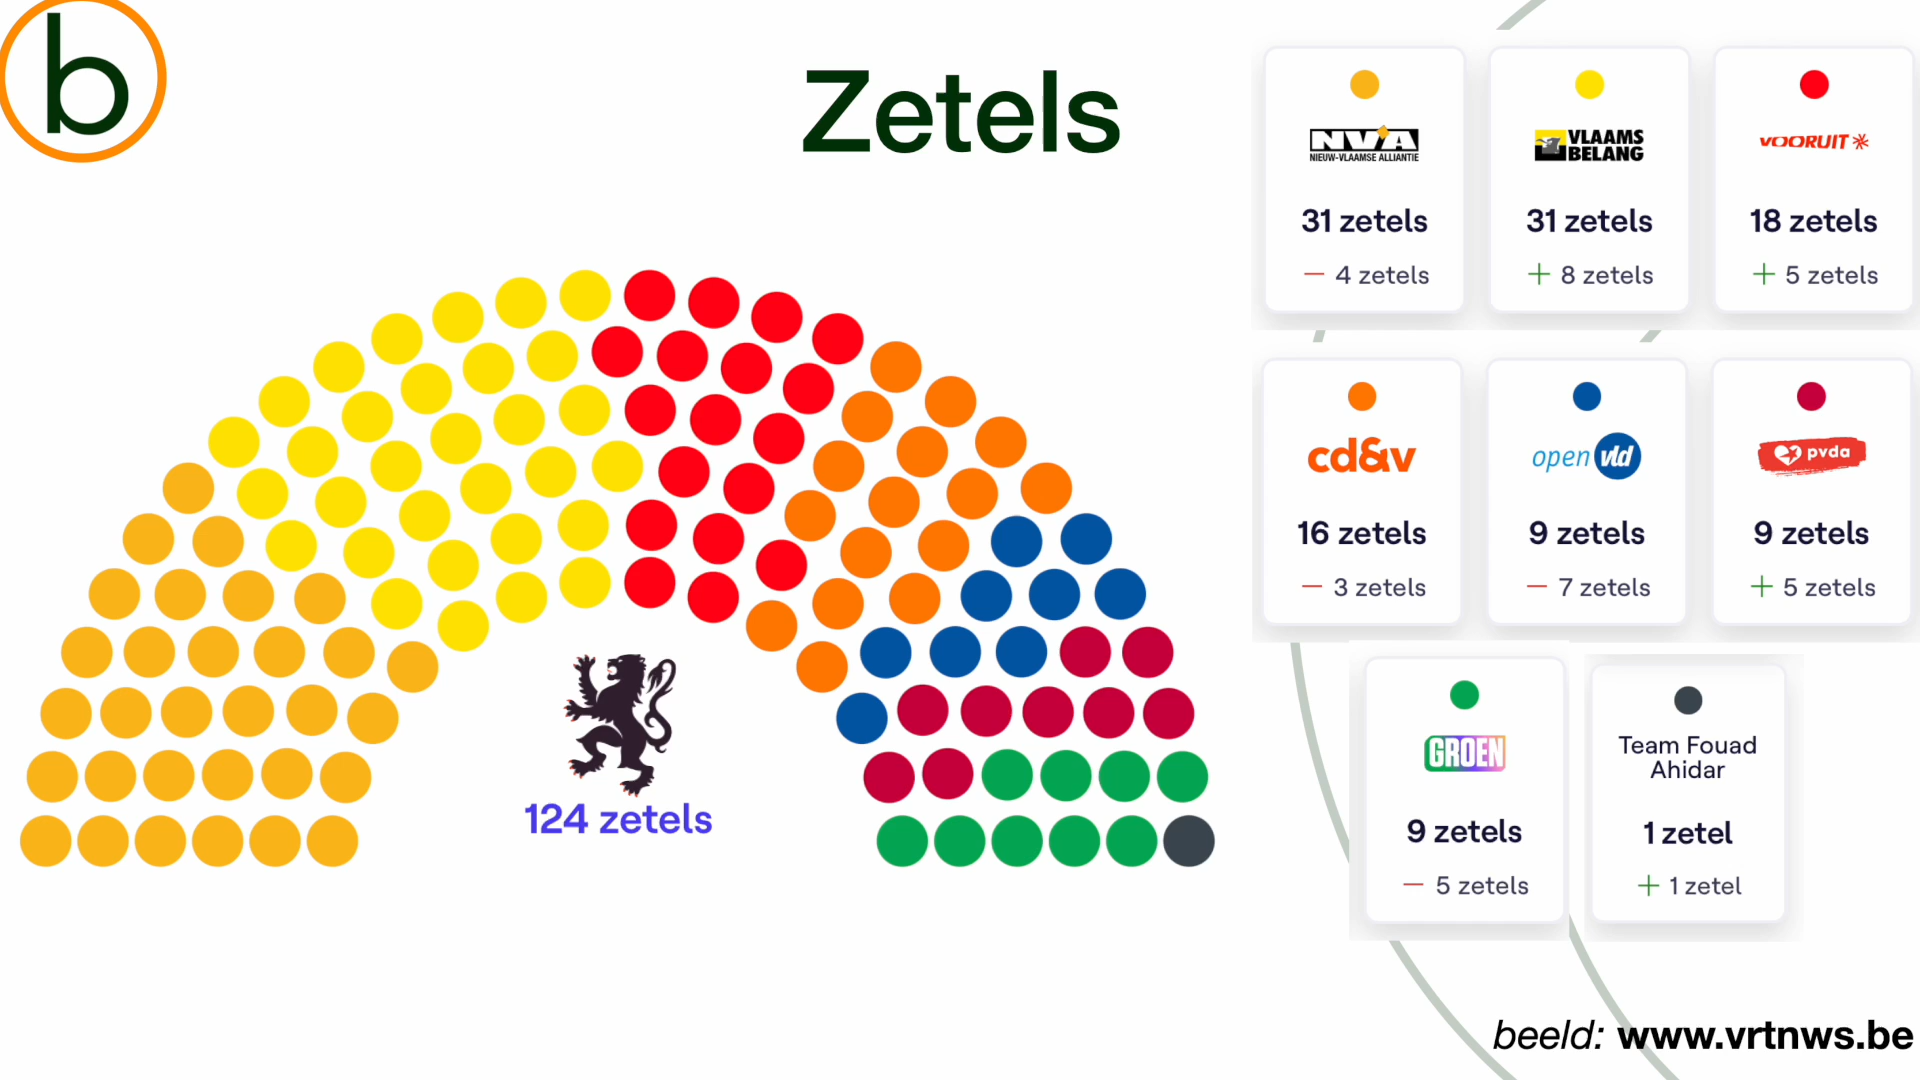 b
Zetels
NVA
NIEUW-VLAAMSE ALLIANTIE
31 zetels
– 4 zetels
VLAAMS
BELANG
31 zetels
+ 8 zetels
VOORUIT
18 zetels
+ 5 zetels
cd&v
16 zetels
– 3 zetels
open vld
9 zetels
– 7 zetels
pvda
9 zetels
+ 5 zetels
GROEN
9 zetels
– 5 zetels
Team Fouad
Ahidar
1 zetel
+ 1 zetel
124 zetels
beeld: www.vrtnws.be